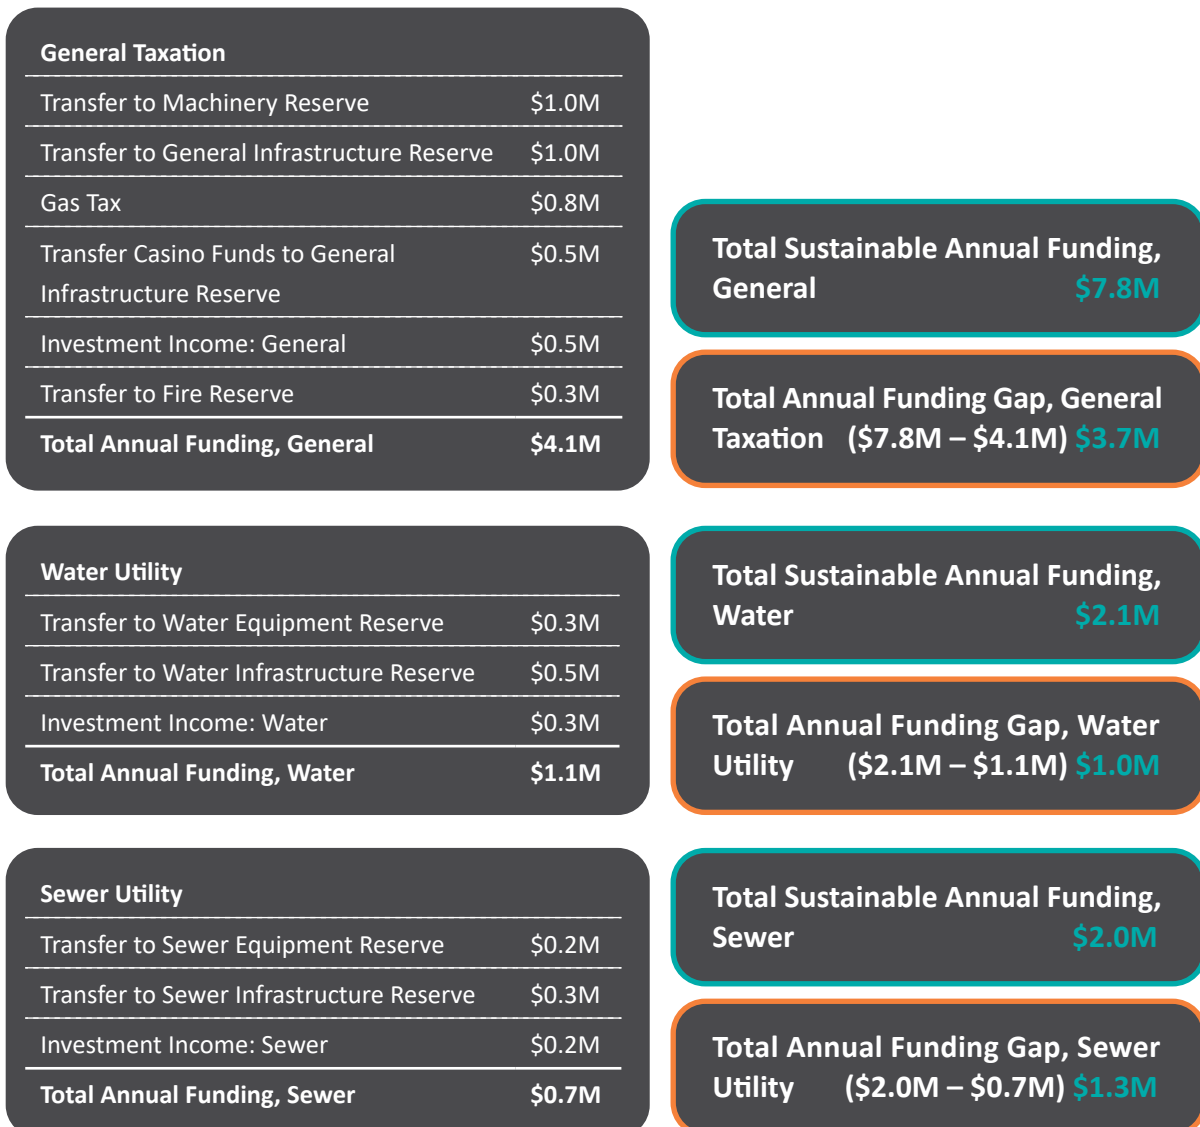 General Taxation
Transfer to Machinery Reserve $1.0M
Transfer to General Infrastructure Reserve $1.0M
Gas Tax $0.8M
Transfer Casino Funds to General $0.5M
Infrastructure Reserve
Investment Income: General $0.5M
Transfer to Fire Reserve $0.3M
Total Annual Funding, General $4.1M
Total Sustainable Annual Funding,
General $7.8M
Total Annual Funding Gap, General
Taxation ($7.8M – $4.1M) $3.7M
Water Utility
Transfer to Water Equipment Reserve $0.3M
Transfer to Water Infrastructure Reserve $0.5M
Investment Income: Water $0.3M
Total Annual Funding, Water $1.1M
Total Sustainable Annual Funding,
Water $2.1M
Total Annual Funding Gap, Water
Utility ($2.1M – $1.1M) $1.0M
Sewer Utility
Transfer to Sewer Equipment Reserve $0.2M
Transfer to Sewer Infrastructure Reserve $0.3M
Investment Income: Sewer $0.2M
Total Annual Funding, Sewer $0.7M
Total Sustainable Annual Funding,
Sewer $2.0M
Total Annual Funding Gap, Sewer
Utility ($2.0M – $0.7M) $1.3M